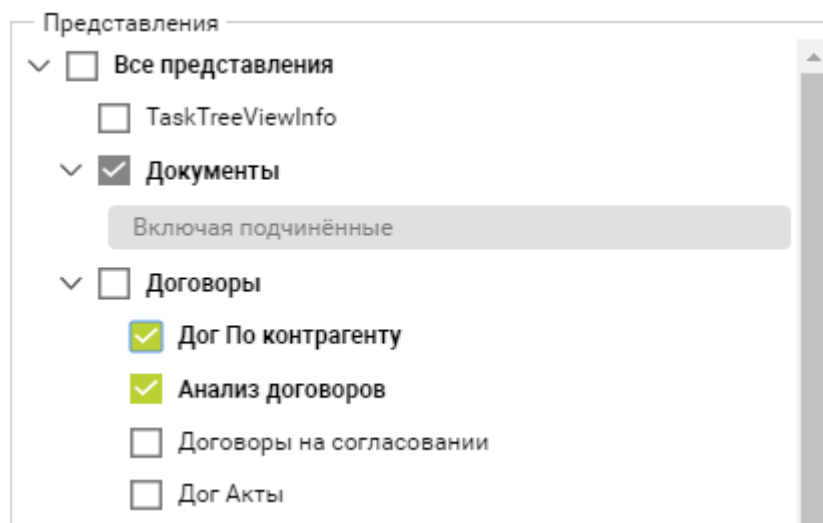 Представления
Все представления
TaskTreeViewInfo
Документы
Включая подчинённые
Договоры
Дог По контрагенту
Анализ договоров
Договоры на согласовании
Дог Акты